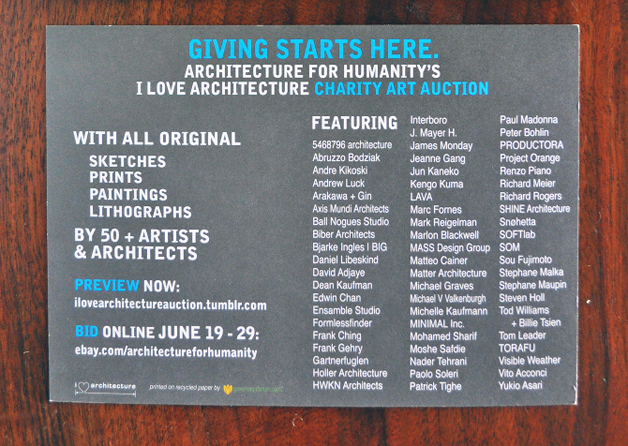 GIVING STARTS HERE.
ARCHITECTURE FOR HUMANITY'S
I LOVE ARCHITECTURE CHARITY ART AUCTION
WITH ALL ORIGINAL
SKETCHES
PRINTS
PAINTINGS
LITHOGRAPHS
BY 50 + ARTISTS
& ARCHITECTS
PREVIEW NOW:
ilovearchitectureauction.tumblr.com
BID ONLINE JUNE 19 - 29:
ebay.com/architectureforhumanity
architecture
printed on recycled paper by
FEATURING
5468796 architecture
Abruzzo Bodziak
Andre Kikoski
Andrew Luck
Arakawa + Gin
Axis Mundi Architects
Ball Nogues Studio
Biber Architects
Bjarke Ingles I BIG
Daniel Libeskind
David Adjaye
Dean Kaufman
Edwin Chan
Ensamble Studio
Formlessfinder
Frank Ching
Frank Gehry
Gartnerfuglen
Holler Architecture
HWKN Architects
Interboro
J. Mayer H.
James Monday
Jeanne Gang
Jun Kaneko
Kengo Kuma
LAVA
Marc Fornes
Mark Reigelman
Marlon Blackwell
MASS Design Group
Matteo Cainer
Matter Architecture
Michael Graves
Michael V Valkenburgh
Michelle Kaufmann
MINIMAL Inc.
Mohamed Sharif
Moshe Safdie
Nader Tehrani
Paolo Soleri
Patrick Tighe
Paul Madonna
Peter Bohlin
PRODUCTORA
Project Orange
Renzo Piano
Richard Meier
Richard Rogers
SHINE Architecture
Snøhetta
SOFTlab
SOM
Sou Fujimoto
Stephane Malka
Stephane Maupin
Steven Holl
Tod Williams
+ Billie Tsien
Tom Leader
TORAFU
Visible Weather
Vito Acconci
Yukio Asari